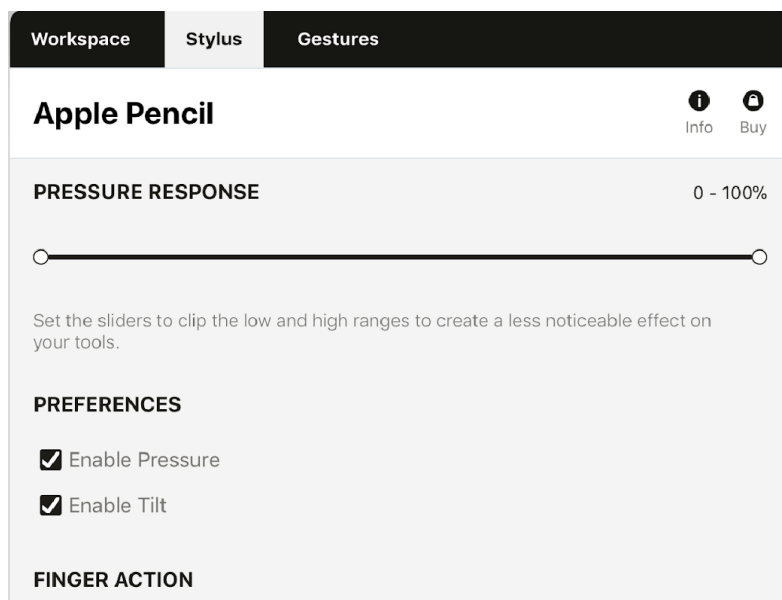 Workspace Stylus Gestures
Apple Pencil
Info Buy
PRESSURE RESPONSE 0 - 100%
Set the sliders to clip the low and high ranges to create a less noticeable effect on
your tools.
PREFERENCES
Enable Pressure
Enable Tilt
FINGER ACTION